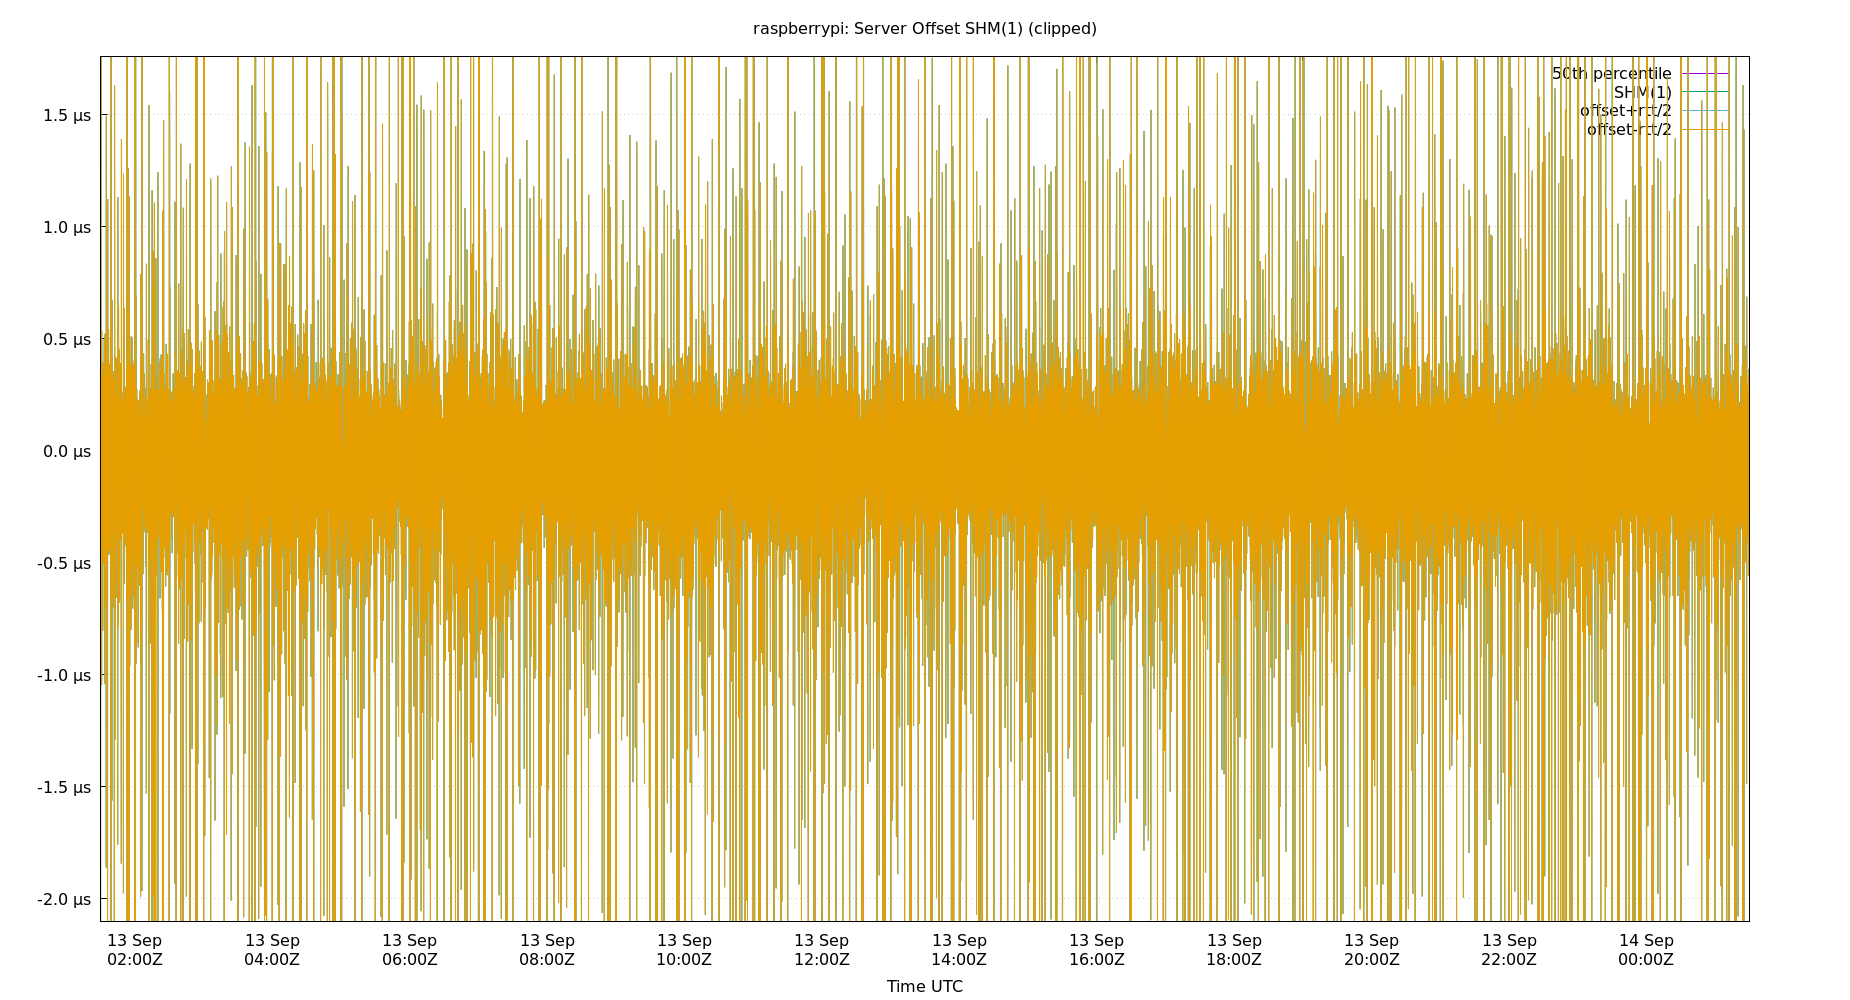 raspberrypi: Server Offset SHM(1) (clipped)
50th percentile
SHM(1)
offset+rtt/2
offset-rtt/2
1.5 µs
1.0 µs
0.5 µs
0.0 µs
-0.5 µs
-1.0 µs
-1.5 µs
-2.0 µs
13 Sep 13 Sep 13 Sep 13 Sep 13 Sep 13 Sep 13 Sep 13 Sep 13 Sep 13 Sep 13 Sep 14 Sep
02:00Z 04:00Z 06:00Z 08:00Z 10:00Z 12:00Z 14:00Z 16:00Z 18:00Z 20:00Z 22:00Z 00:00Z
Time UTC